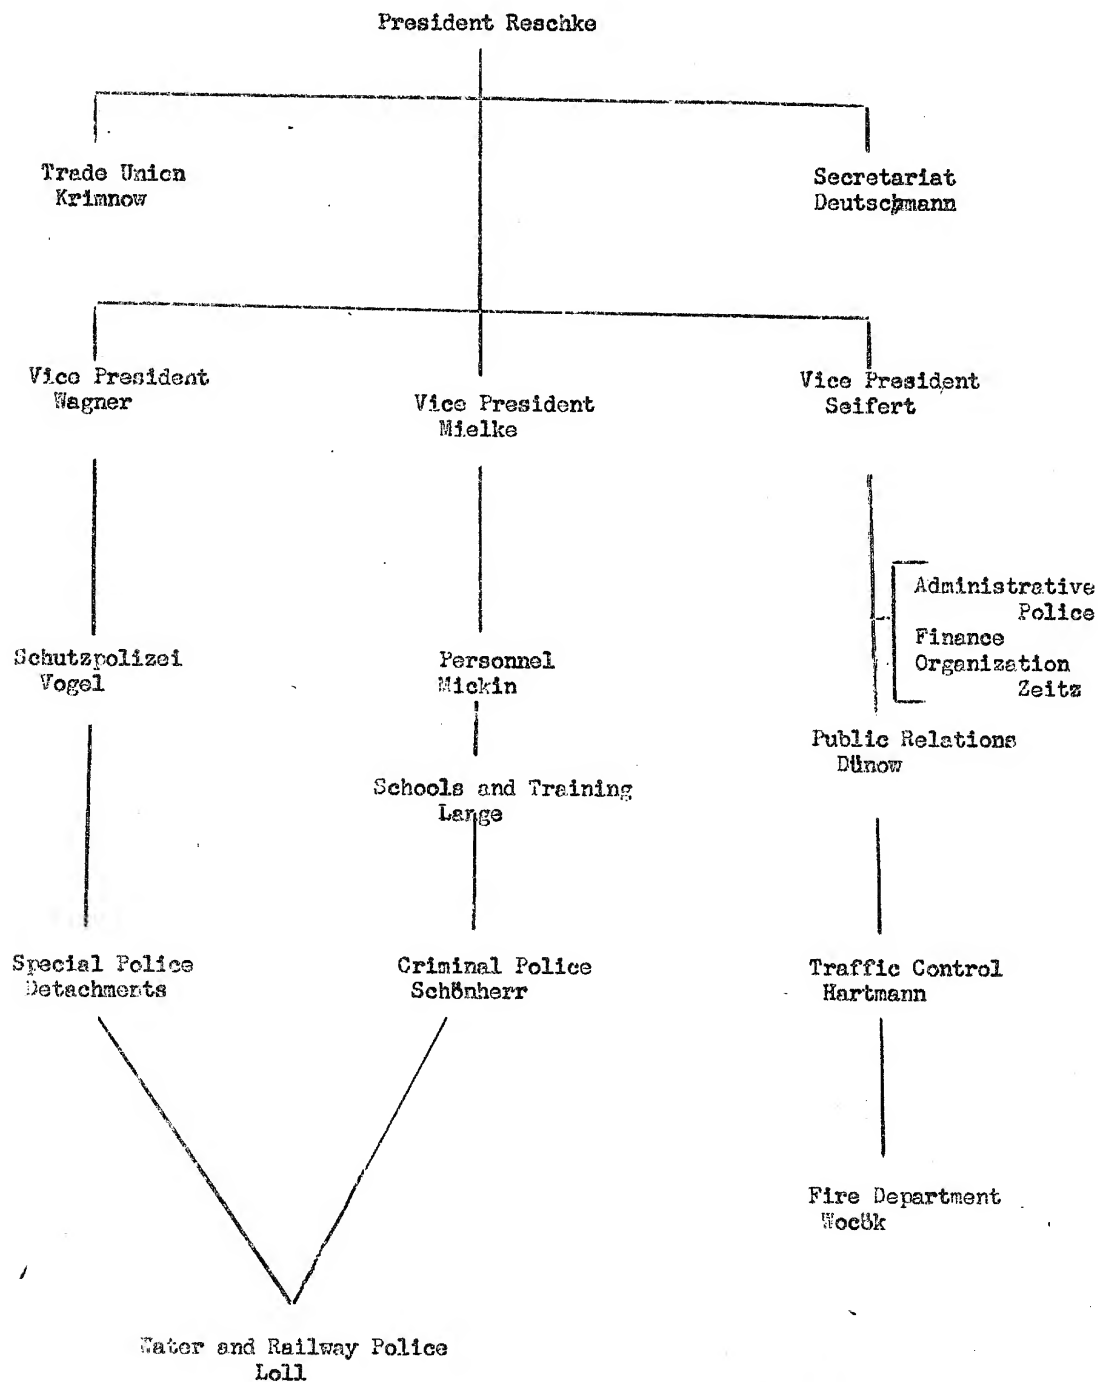 President Reschke
Trade Union
Krimnow
Secretariat
Deutschmann
Vice President
Wagner
Vice President
Mielke
Vice President
Seifert
Schutzpolizei
Vogel
Personnel
Mickin
Schools and Training
Lange
Administrative
Police
Finance
Organization
Zeitz
Public Relations
Dünow
Special Police
Detachments
Criminal Police
Schönherr
Traffic Control
Hartmann
Fire Department
Wocök
Water and Railway Police
Loll